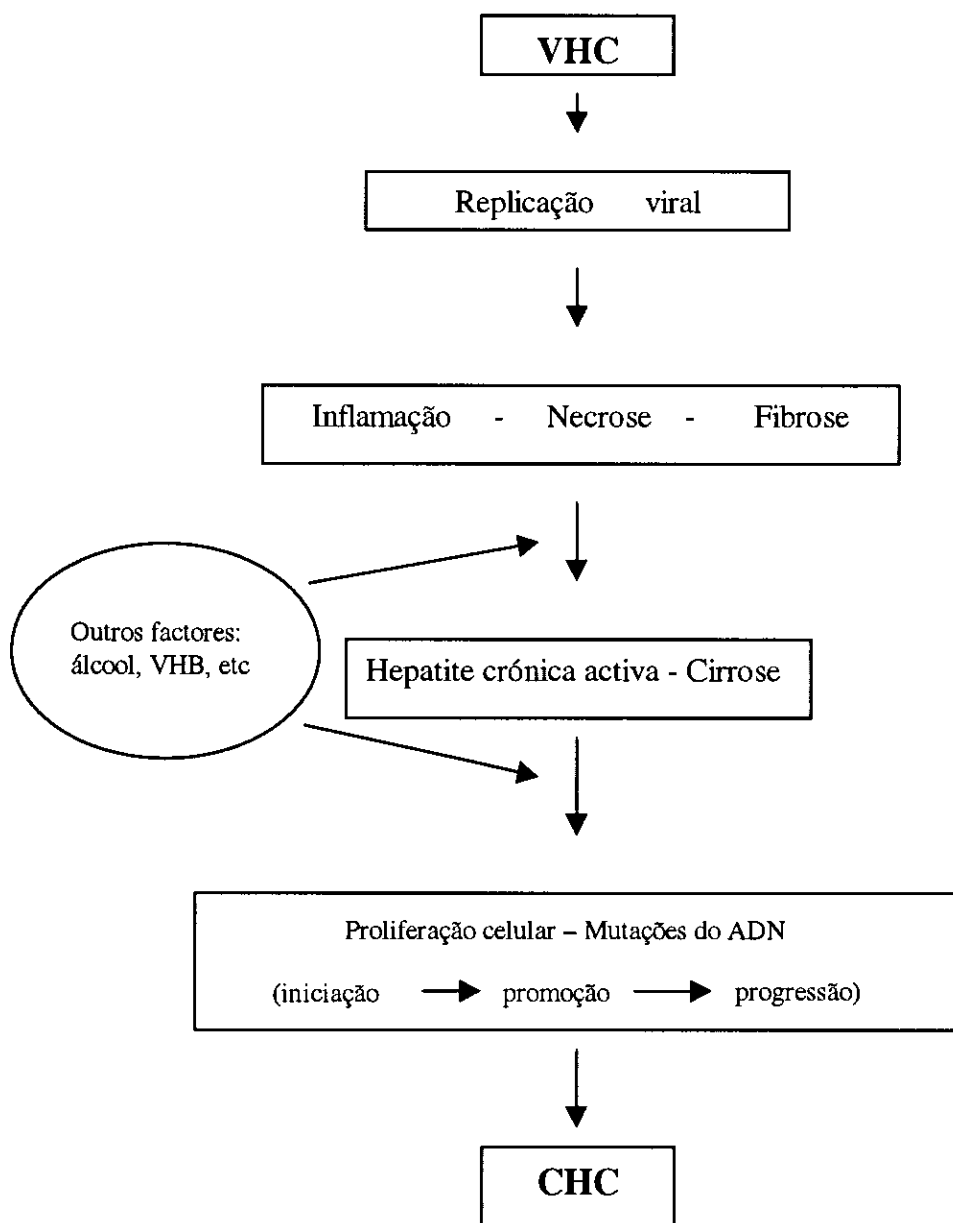 VHC
Replicação viral
Inflamação - Necrose - Fibrose
Outros factores:
álcool, VHB, etc
Hepatite crónica activa - Cirrose
Proliferação celular – Mutações do ADN
(iniciação promoção progressão)
CHC